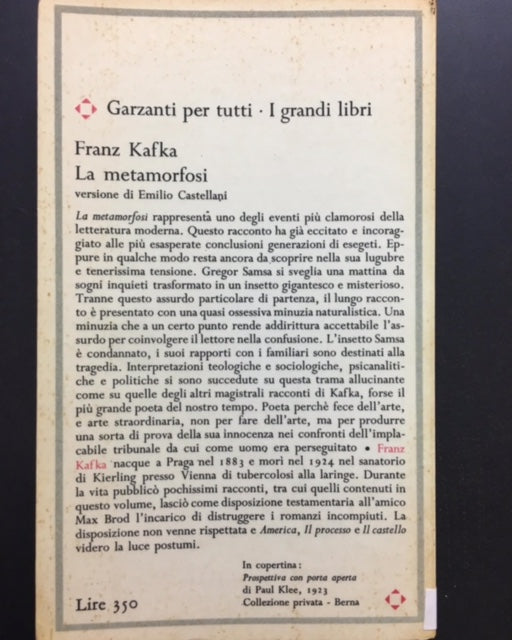 Garzanti per tutti · I grandi libri
Franz Kafka
La metamorfosi
versione di Emilio Castellani
La metamorfosi rappresenta uno degli eventi più clamorosi della
letteratura moderna. Questo racconto ha già eccitato e incorag-
giato alle più esasperate conclusioni generazioni di esegeti. Ep-
pure in qualche modo resta ancora da scoprire nella sua lugubre
e tenerissima tensione. Gregor Samsa si sveglia una mattina da
sogni inquieti trasformato in un insetto gigantesco e misterioso.
Tranne questo assurdo particolare di partenza, il lungo raccon-
to è presentato con una quasi ossessiva minuzia naturalistica. Una
minuzia che a un certo punto rende addirittura accettabile l'as-
surdo per coinvolgere il lettore nella confusione. L'insetto Samsa
è condannato, i suoi rapporti con i familiari sono destinati alla
tragedia. Interpretazioni teologiche e sociologiche, psicanaliti-
che e politiche si sono succedute su questa trama allucinante
come su quelle degli altri magistrali racconti di Kafka, forse il
più grande poeta del nostro tempo. Poeta perchè fece dell'arte,
e arte straordinaria, non per fare dell'arte, ma per produrre
una sorta di prova della sua innocenza nei confronti dell'impla-
cabile tribunale da cui come uomo era perseguitato • Franz
Kafka nacque a Praga nel 1883 e morì nel 1924 nel sanatorio
di Kierling presso Vienna di tubercolosi alla laringe. Durante
la vita pubblicò pochissimi racconti, tra cui quelli contenuti in
questo volume, lasciò come disposizione testamentaria all'amico
Max Brod l'incarico di distruggere i romanzi incompiuti. La
disposizione non venne rispettata e America, Il processo e Il castello
videro la luce postumi.
In copertina:
Prospettiva con porta aperta
di Paul Klee, 1923
Collezione privata - Berna
Lire 350